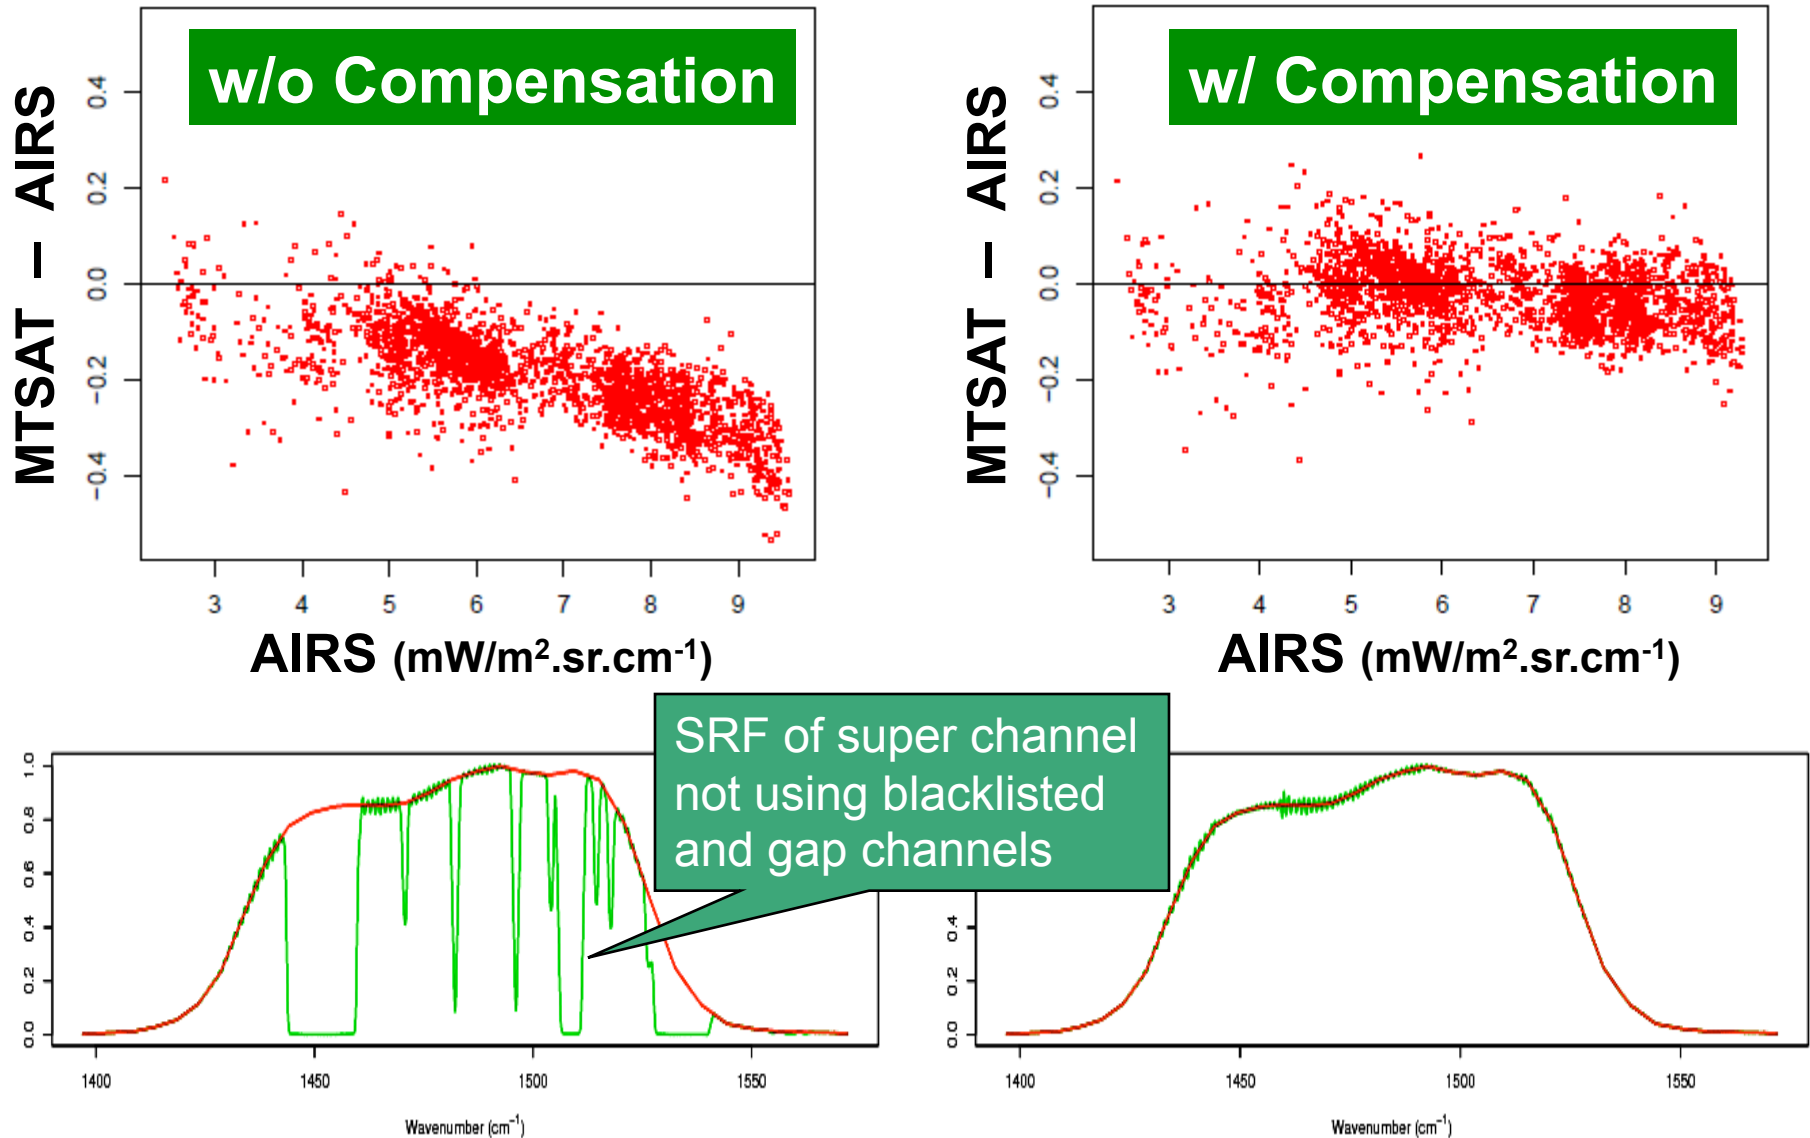 w/o Compensation
MTSAT – AIRS
0.4
0.2
0.0
−0.2
−0.4
3 4 5 6 7 8 9
AIRS (mW/m².sr.cm⁻¹)
w/ Compensation
MTSAT – AIRS
0.4
0.2
0.0
−0.2
−0.4
3 4 5 6 7 8 9
AIRS (mW/m².sr.cm⁻¹)
SRF of super channel
not using blacklisted
and gap channels
1.0
0.8
0.6
0.4
0.2
0.0
1400 1450 1500 1550
Wavenumber (cm⁻¹)
0.4
0.2
0.0
1400 1450 1500 1550
Wavenumber (cm⁻¹)